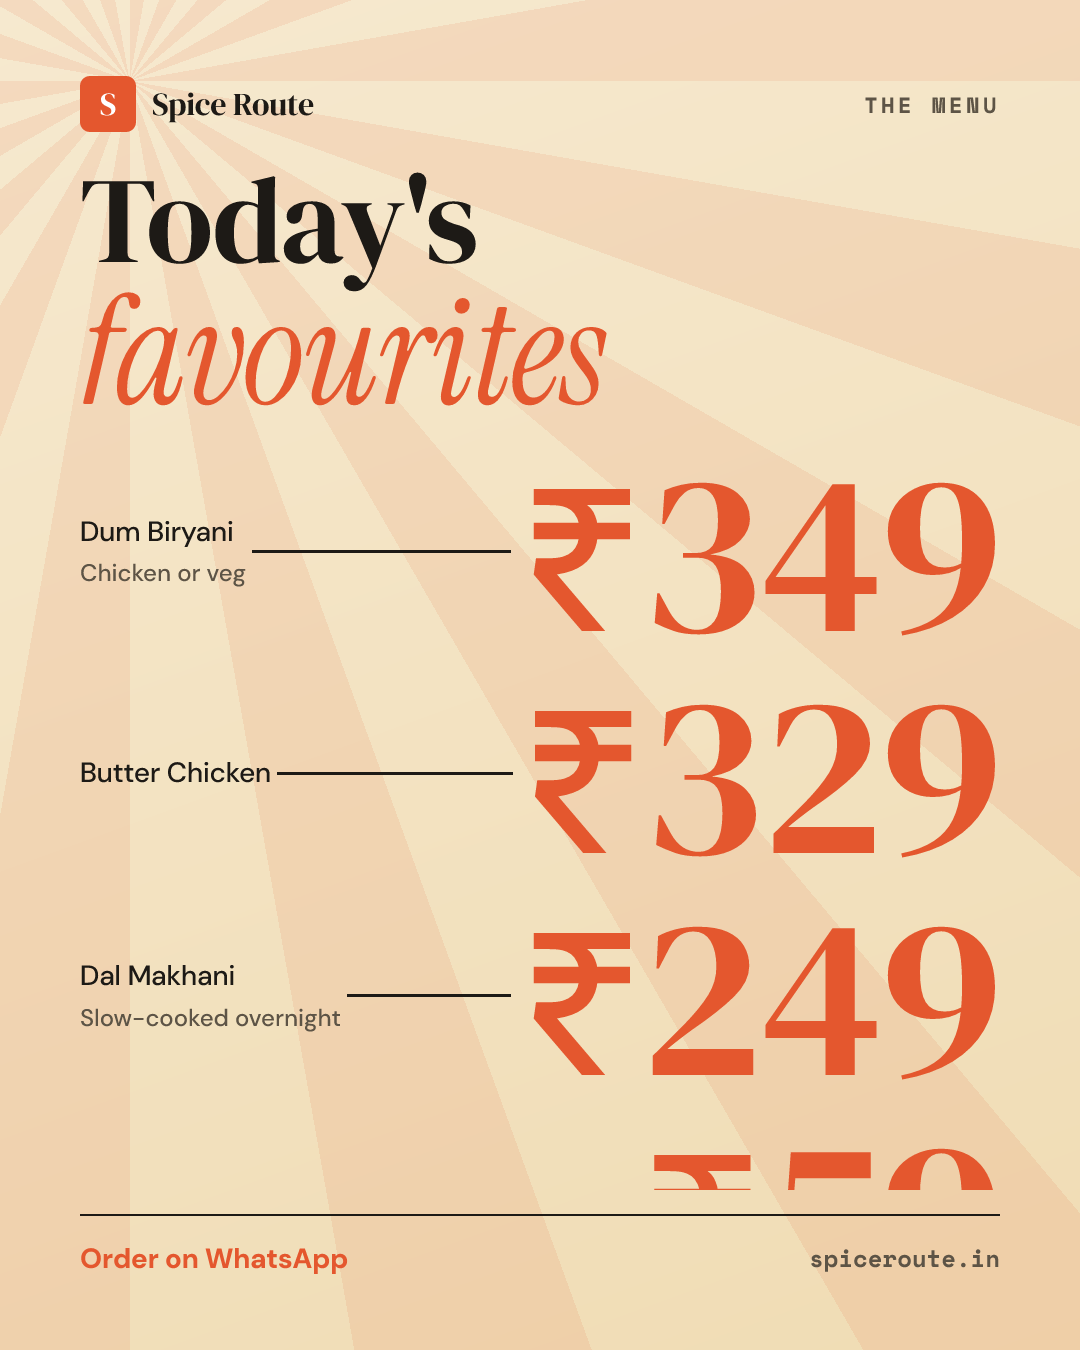 S
Spice Route
THE MENU
Today's
favourites
Dum Biryani
Chicken or veg
₹349
Butter Chicken
₹329
Dal Makhani
Slow-cooked overnight
₹249
Order on WhatsApp
spiceroute.in